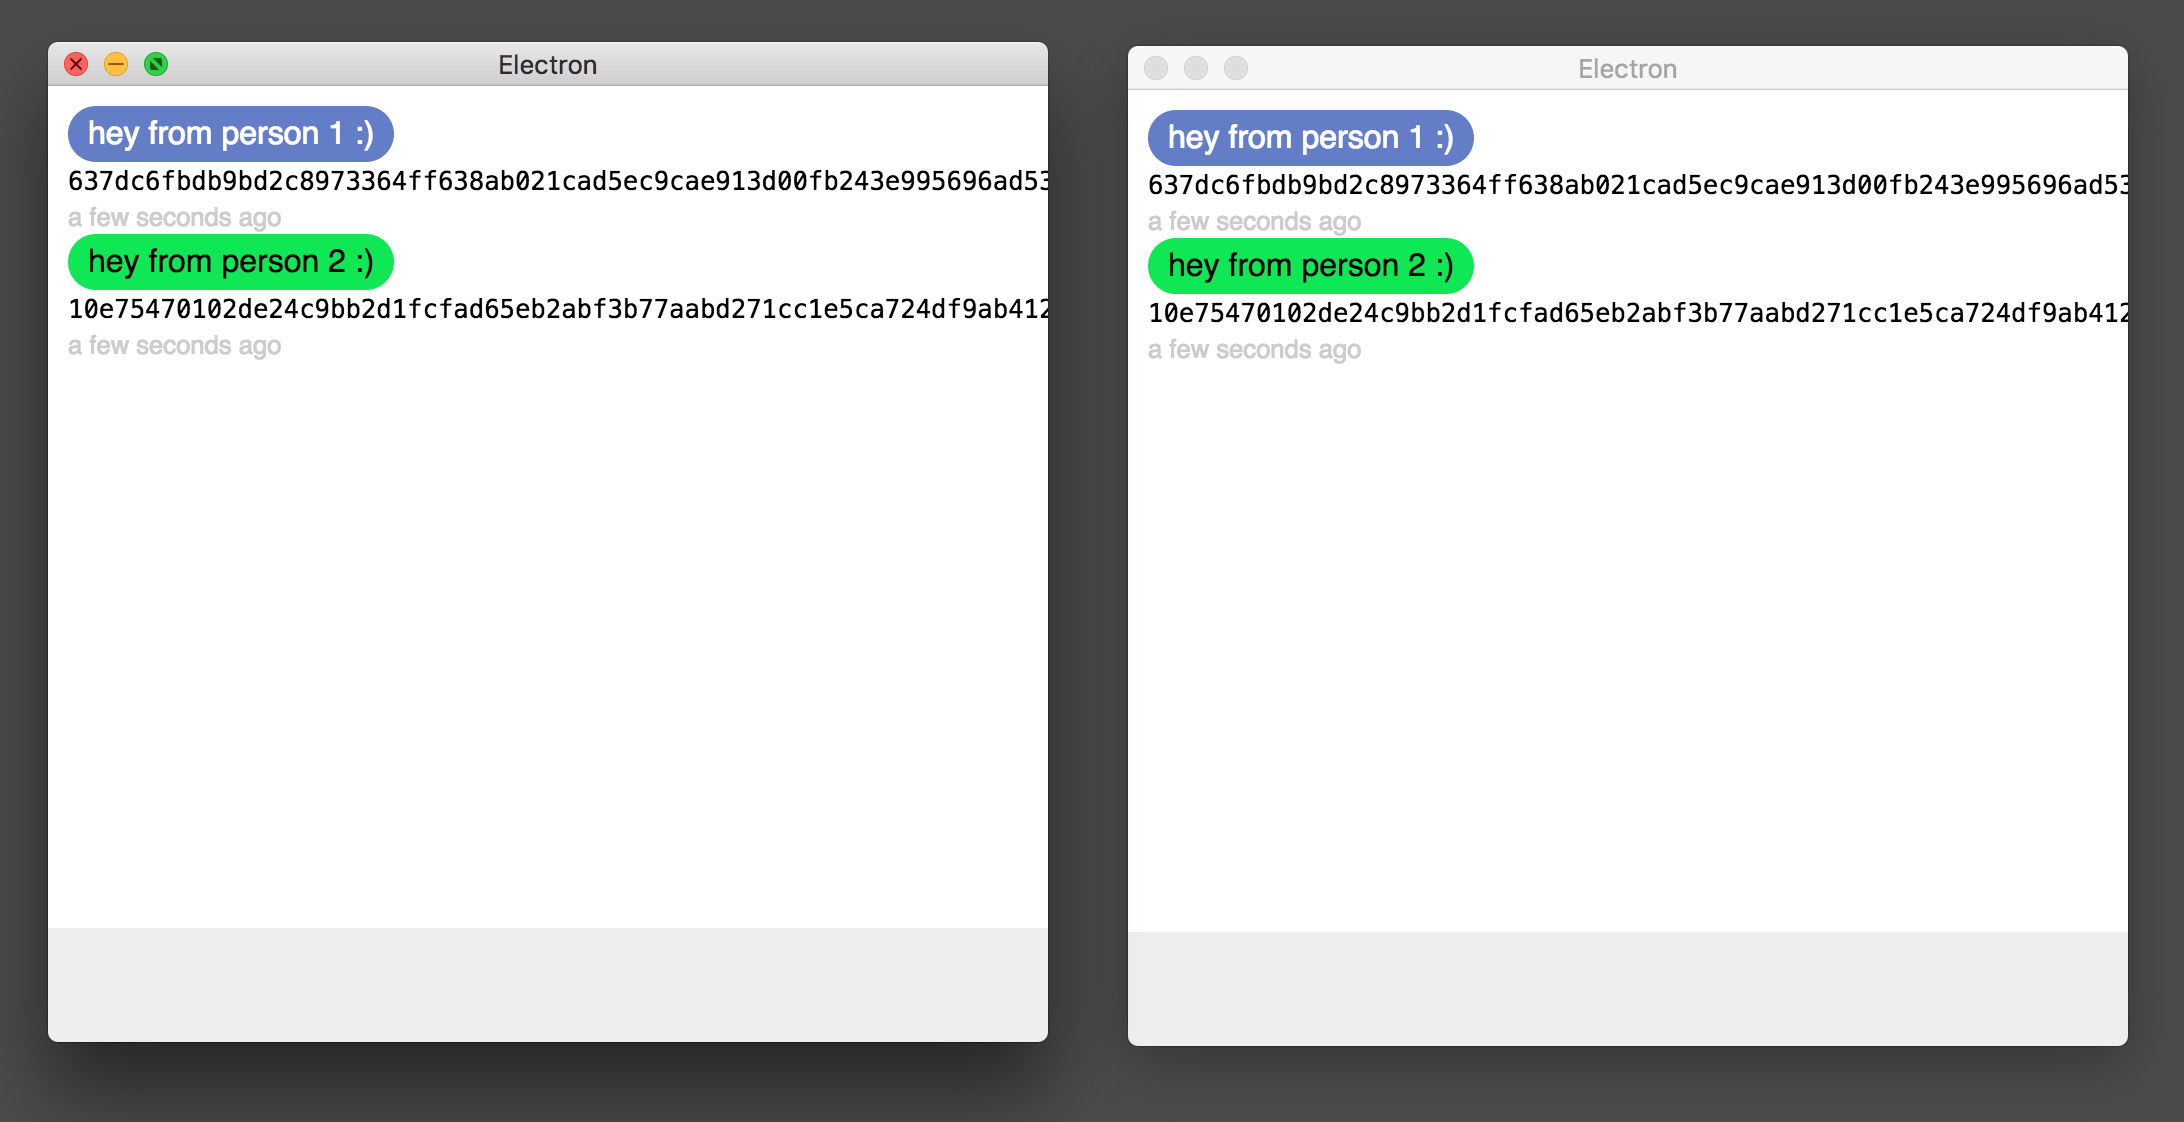 Electron
hey from person 1 :)
637dc6fbdb9bd2c8973364ff638ab021cad5ec9cae913d00fb243e995696ad53
a few seconds ago
hey from person 2 :)
10e75470102de24c9bb2d1fcfad65eb2abf3b77aabd271cc1e5ca724df9ab412
a few seconds ago
Electron
hey from person 1 :)
637dc6fbdb9bd2c8973364ff638ab021cad5ec9cae913d00fb243e995696ad53
a few seconds ago
hey from person 2 :)
10e75470102de24c9bb2d1fcfad65eb2abf3b77aabd271cc1e5ca724df9ab412
a few seconds ago